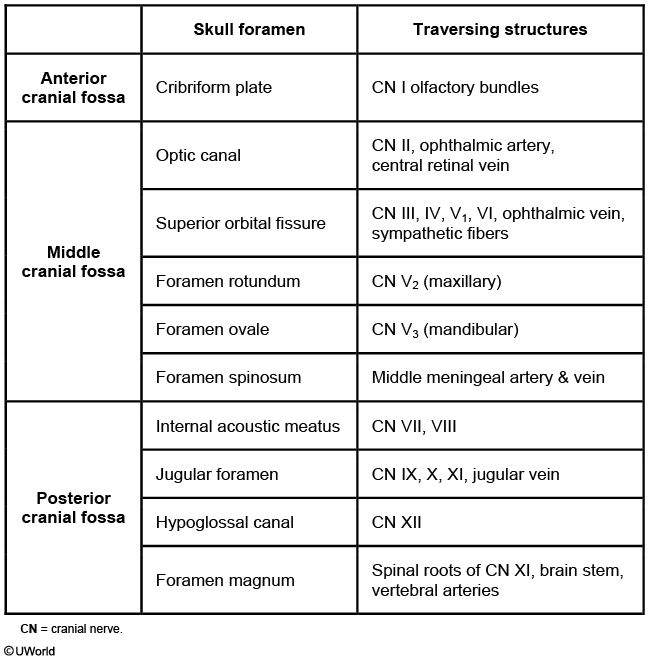 Skull foramen
Traversing structures
Anterior
cranial fossa
Cribriform plate
CN I olfactory bundles
Middle
cranial fossa
Optic canal
CN II, ophthalmic artery,
central retinal vein
Superior orbital fissure
CN III, IV, V₁, VI, ophthalmic vein,
sympathetic fibers
Foramen rotundum
CN V₂ (maxillary)
Foramen ovale
CN V₃ (mandibular)
Foramen spinosum
Middle meningeal artery & vein
Posterior
cranial fossa
Internal acoustic meatus
CN VII, VIII
Jugular foramen
CN IX, X, XI, jugular vein
Hypoglossal canal
CN XII
Foramen magnum
Spinal roots of CN XI, brain stem,
vertebral arteries
CN = cranial nerve.
©UWorld